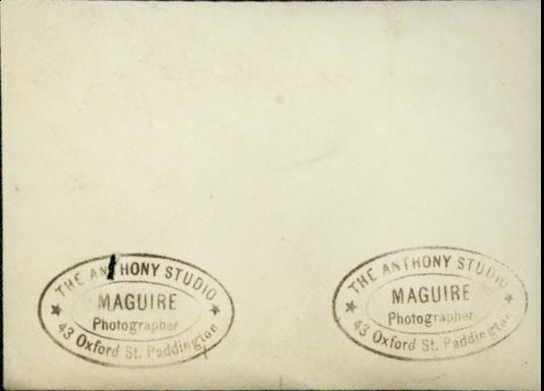 THE ANTHONY STUDIO
MAGUIRE
Photographer
43 Oxford St. Paddington
THE ANTHONY STUDIO
MAGUIRE
Photographer
43 Oxford St. Paddington